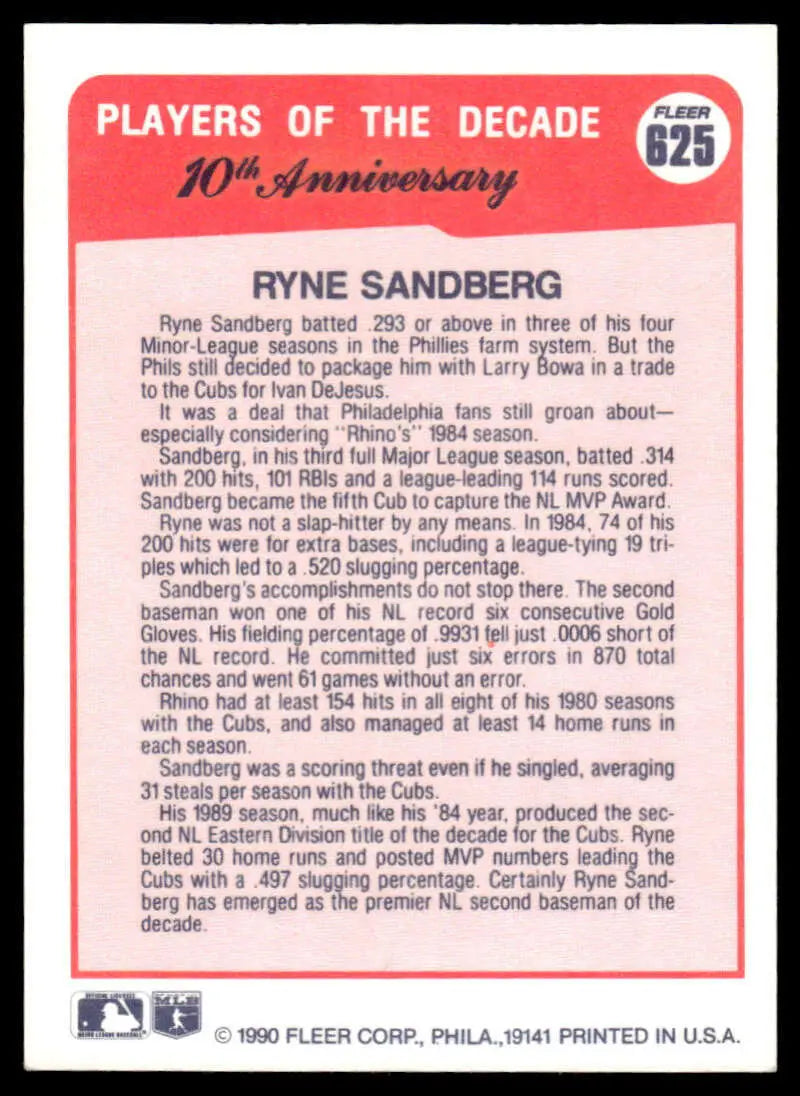 PLAYERS OF THE DECADE
10th Anniversary
FLEER
625
RYNE SANDBERG
Ryne Sandberg batted .293 or above in three of his four
Minor-League seasons in the Phillies farm system. But the
Phils still decided to package him with Larry Bowa in a trade
to the Cubs for Ivan DeJesus.
It was a deal that Philadelphia fans still groan about—
especially considering "Rhino's" 1984 season.
Sandberg, in his third full Major League season, batted .314
with 200 hits, 101 RBIs and a league-leading 114 runs scored.
Sandberg became the fifth Cub to capture the NL MVP Award.
Ryne was not a slap-hitter by any means. In 1984, 74 of his
200 hits were for extra bases, including a league-tying 19 tri-
ples which led to a .520 slugging percentage.
Sandberg's accomplishments do not stop there. The second
baseman won one of his NL record six consecutive Gold
Gloves. His fielding percentage of .9931 fell just .0006 short of
the NL record. He committed just six errors in 870 total
chances and went 61 games without an error.
Rhino had at least 154 hits in all eight of his 1980 seasons
with the Cubs, and also managed at least 14 home runs in
each season.
Sandberg was a scoring threat even if he singled, averaging
31 steals per season with the Cubs.
His 1989 season, much like his '84 year, produced the sec-
ond NL Eastern Division title of the decade for the Cubs. Ryne
belted 30 home runs and posted MVP numbers leading the
Cubs with a .497 slugging percentage. Certainly Ryne Sand-
berg has emerged as the premier NL second baseman of the
decade.
OFFICIAL LICENSEE
MAJOR LEAGUE BASEBALL
MLB
© 1990 FLEER CORP., PHILA.,19141 PRINTED IN U.S.A.